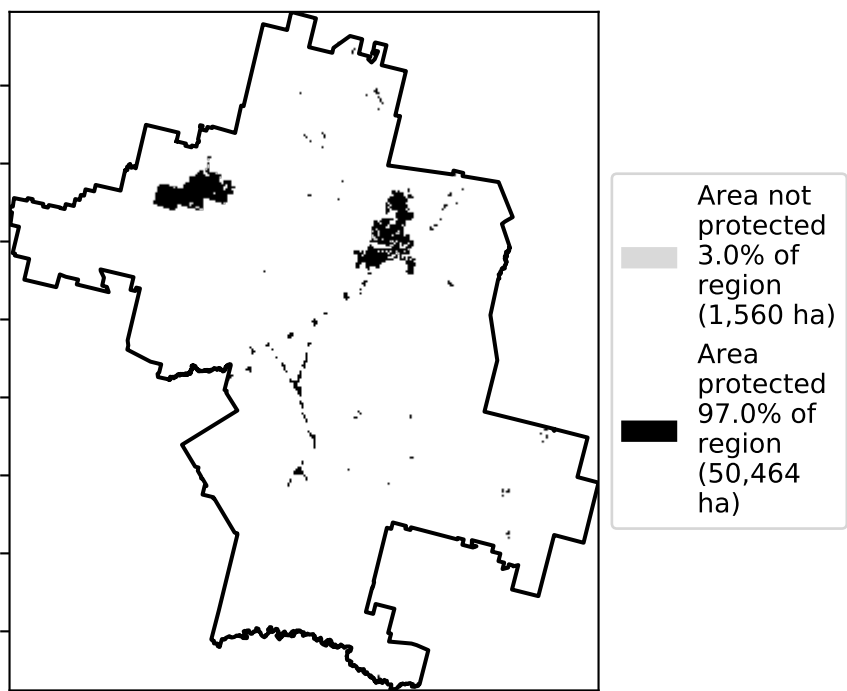 Area not
protected
3.0% of
region
(1,560 ha)
Area
protected
97.0% of
region
(50,464
ha)